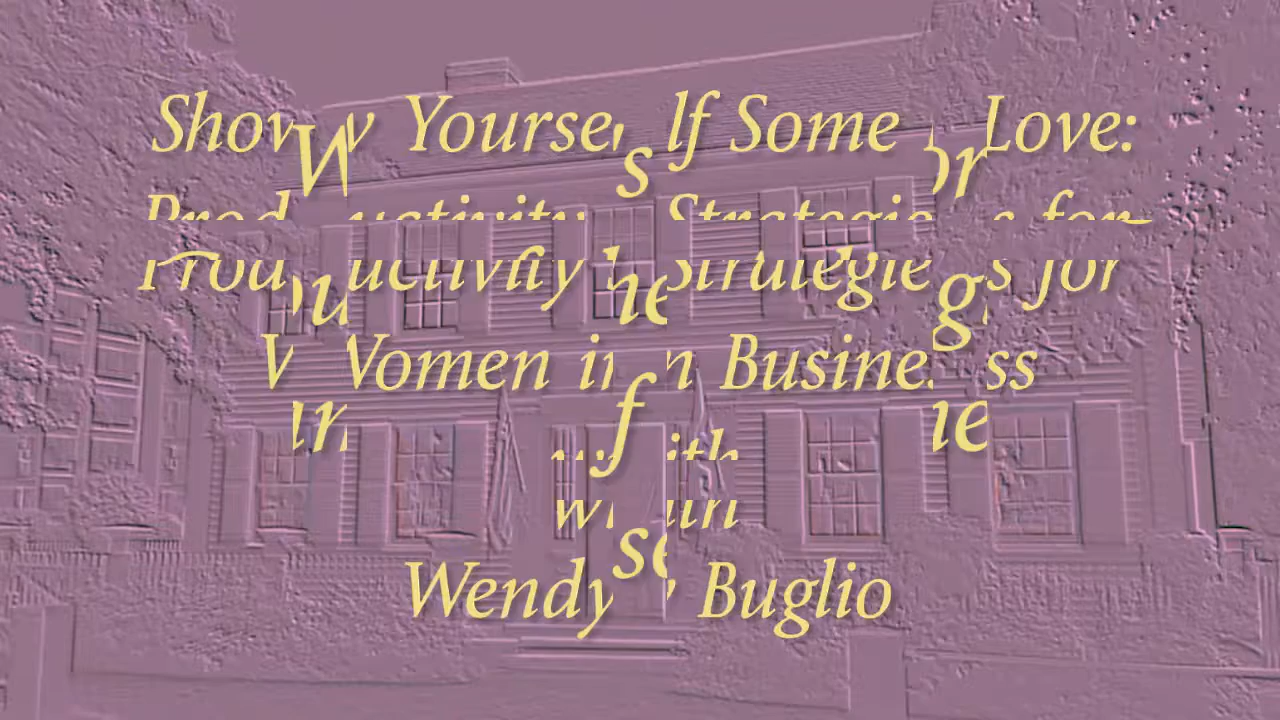 Show Yourself Some Love:
Productivity Strategies for
Women in Business
with
Wendy Buglio